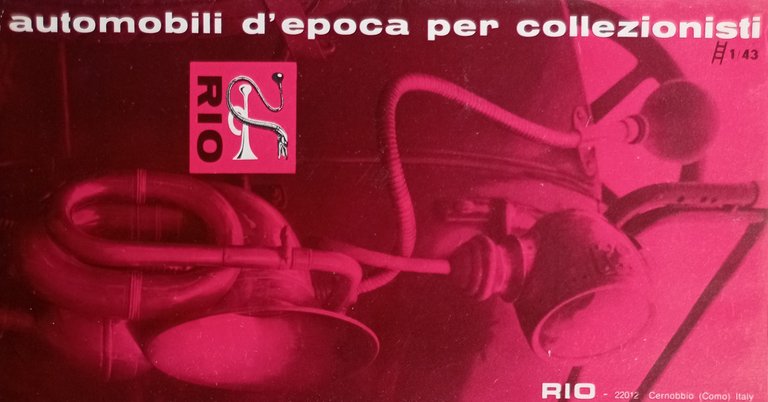 automobili d'epoca per collezionisti
1/43
RIO
RIO - 22012 Cernobbio (Como) Italy